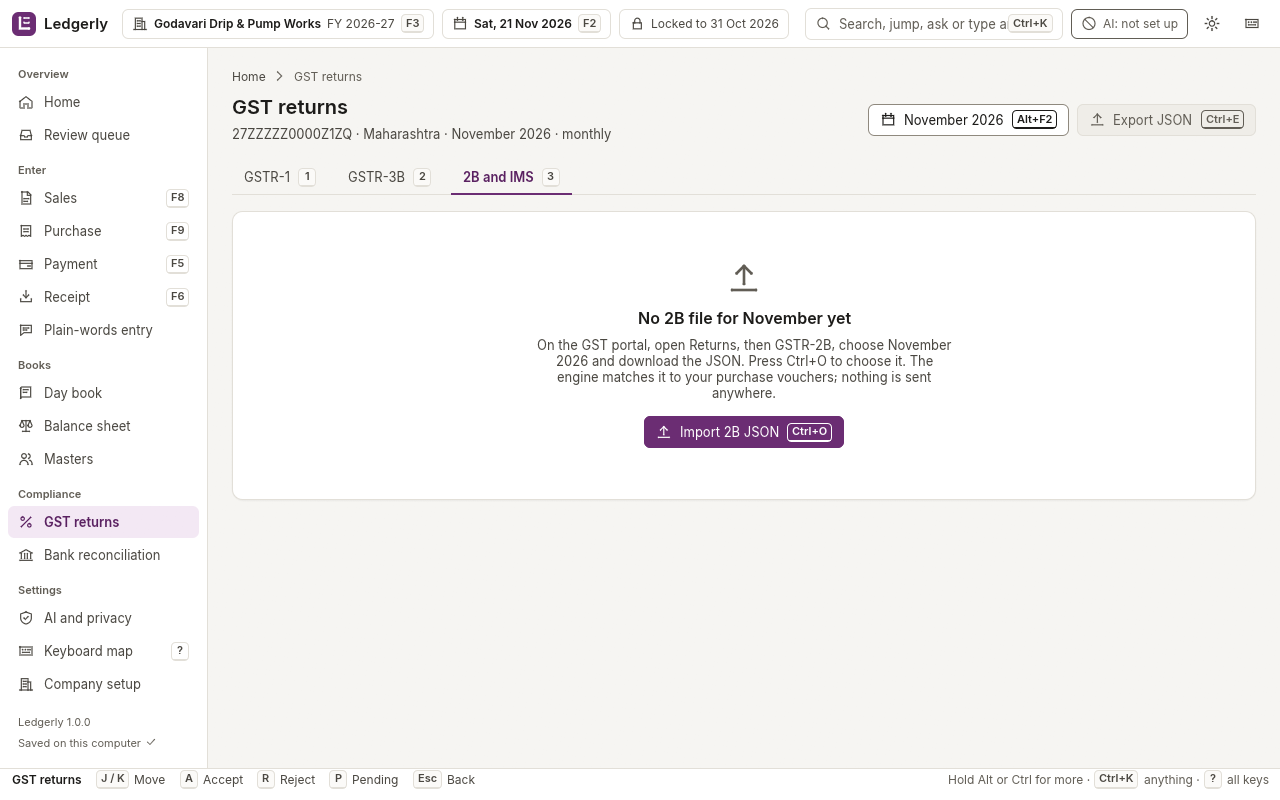 Ledgerly
Godavari Drip & Pump Works FY 2026-27 F3
Sat, 21 Nov 2026 F2
Locked to 31 Oct 2026
Search, jump, ask or type a Ctrl+K
AI: not set up
Overview
Home
Review queue
Enter
Sales F8
Purchase F9
Payment F5
Receipt F6
Plain-words entry
Books
Day book
Balance sheet
Masters
Compliance
GST returns
Bank reconciliation
Settings
AI and privacy
Keyboard map ?
Company setup
Ledgerly 1.0.0
Saved on this computer
Home GST returns
GST returns
27ZZZZZ0000Z1ZQ · Maharashtra · November 2026 · monthly
November 2026 Alt+F2
Export JSON Ctrl+E
GSTR-1 1 GSTR-3B 2 2B and IMS 3
No 2B file for November yet
On the GST portal, open Returns, then GSTR-2B, choose November
2026 and download the JSON. Press Ctrl+O to choose it. The
engine matches it to your purchase vouchers; nothing is sent
anywhere.
Import 2B JSON Ctrl+O
GST returns J / K Move A Accept R Reject P Pending Esc Back
Hold Alt or Ctrl for more · Ctrl+K anything · ? all keys